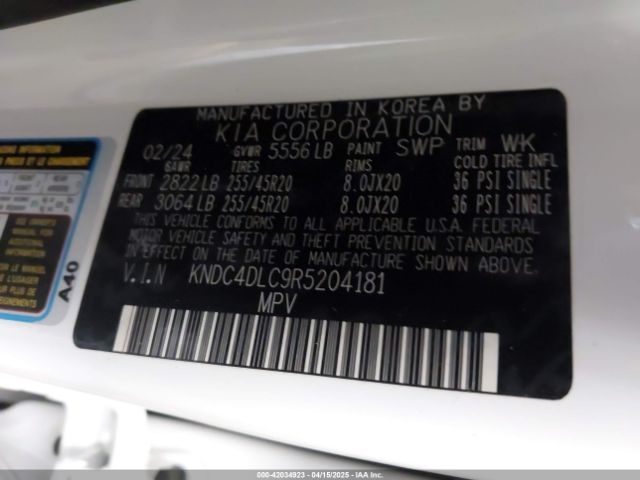 MANUFACTURED IN KOREA BY
KIA CORPORATION
02/24 GVWR 5556 LB PAINT SWP TRIM WK
GAWR TIRES RIMS COLD TIRE INFL
FRONT 2822 LB 255/45R20 8.0JX20 36 PSI SINGLE
REAR 3064 LB 255/45R20 8.0JX20 36 PSI SINGLE
THIS VEHICLE CONFORMS TO ALL APPLICABLE U.S.A. FEDERAL
MOTOR VEHICLE SAFETY AND THEFT PREVENTION STANDARDS
IN EFFECT ON THE DATE OF MANUFACTURE SHOWN ABOVE.
V.I.N KNDC4DLC9R5204181
MPV
A40
000-42034923 - 04/15/2025 - IAA Inc.